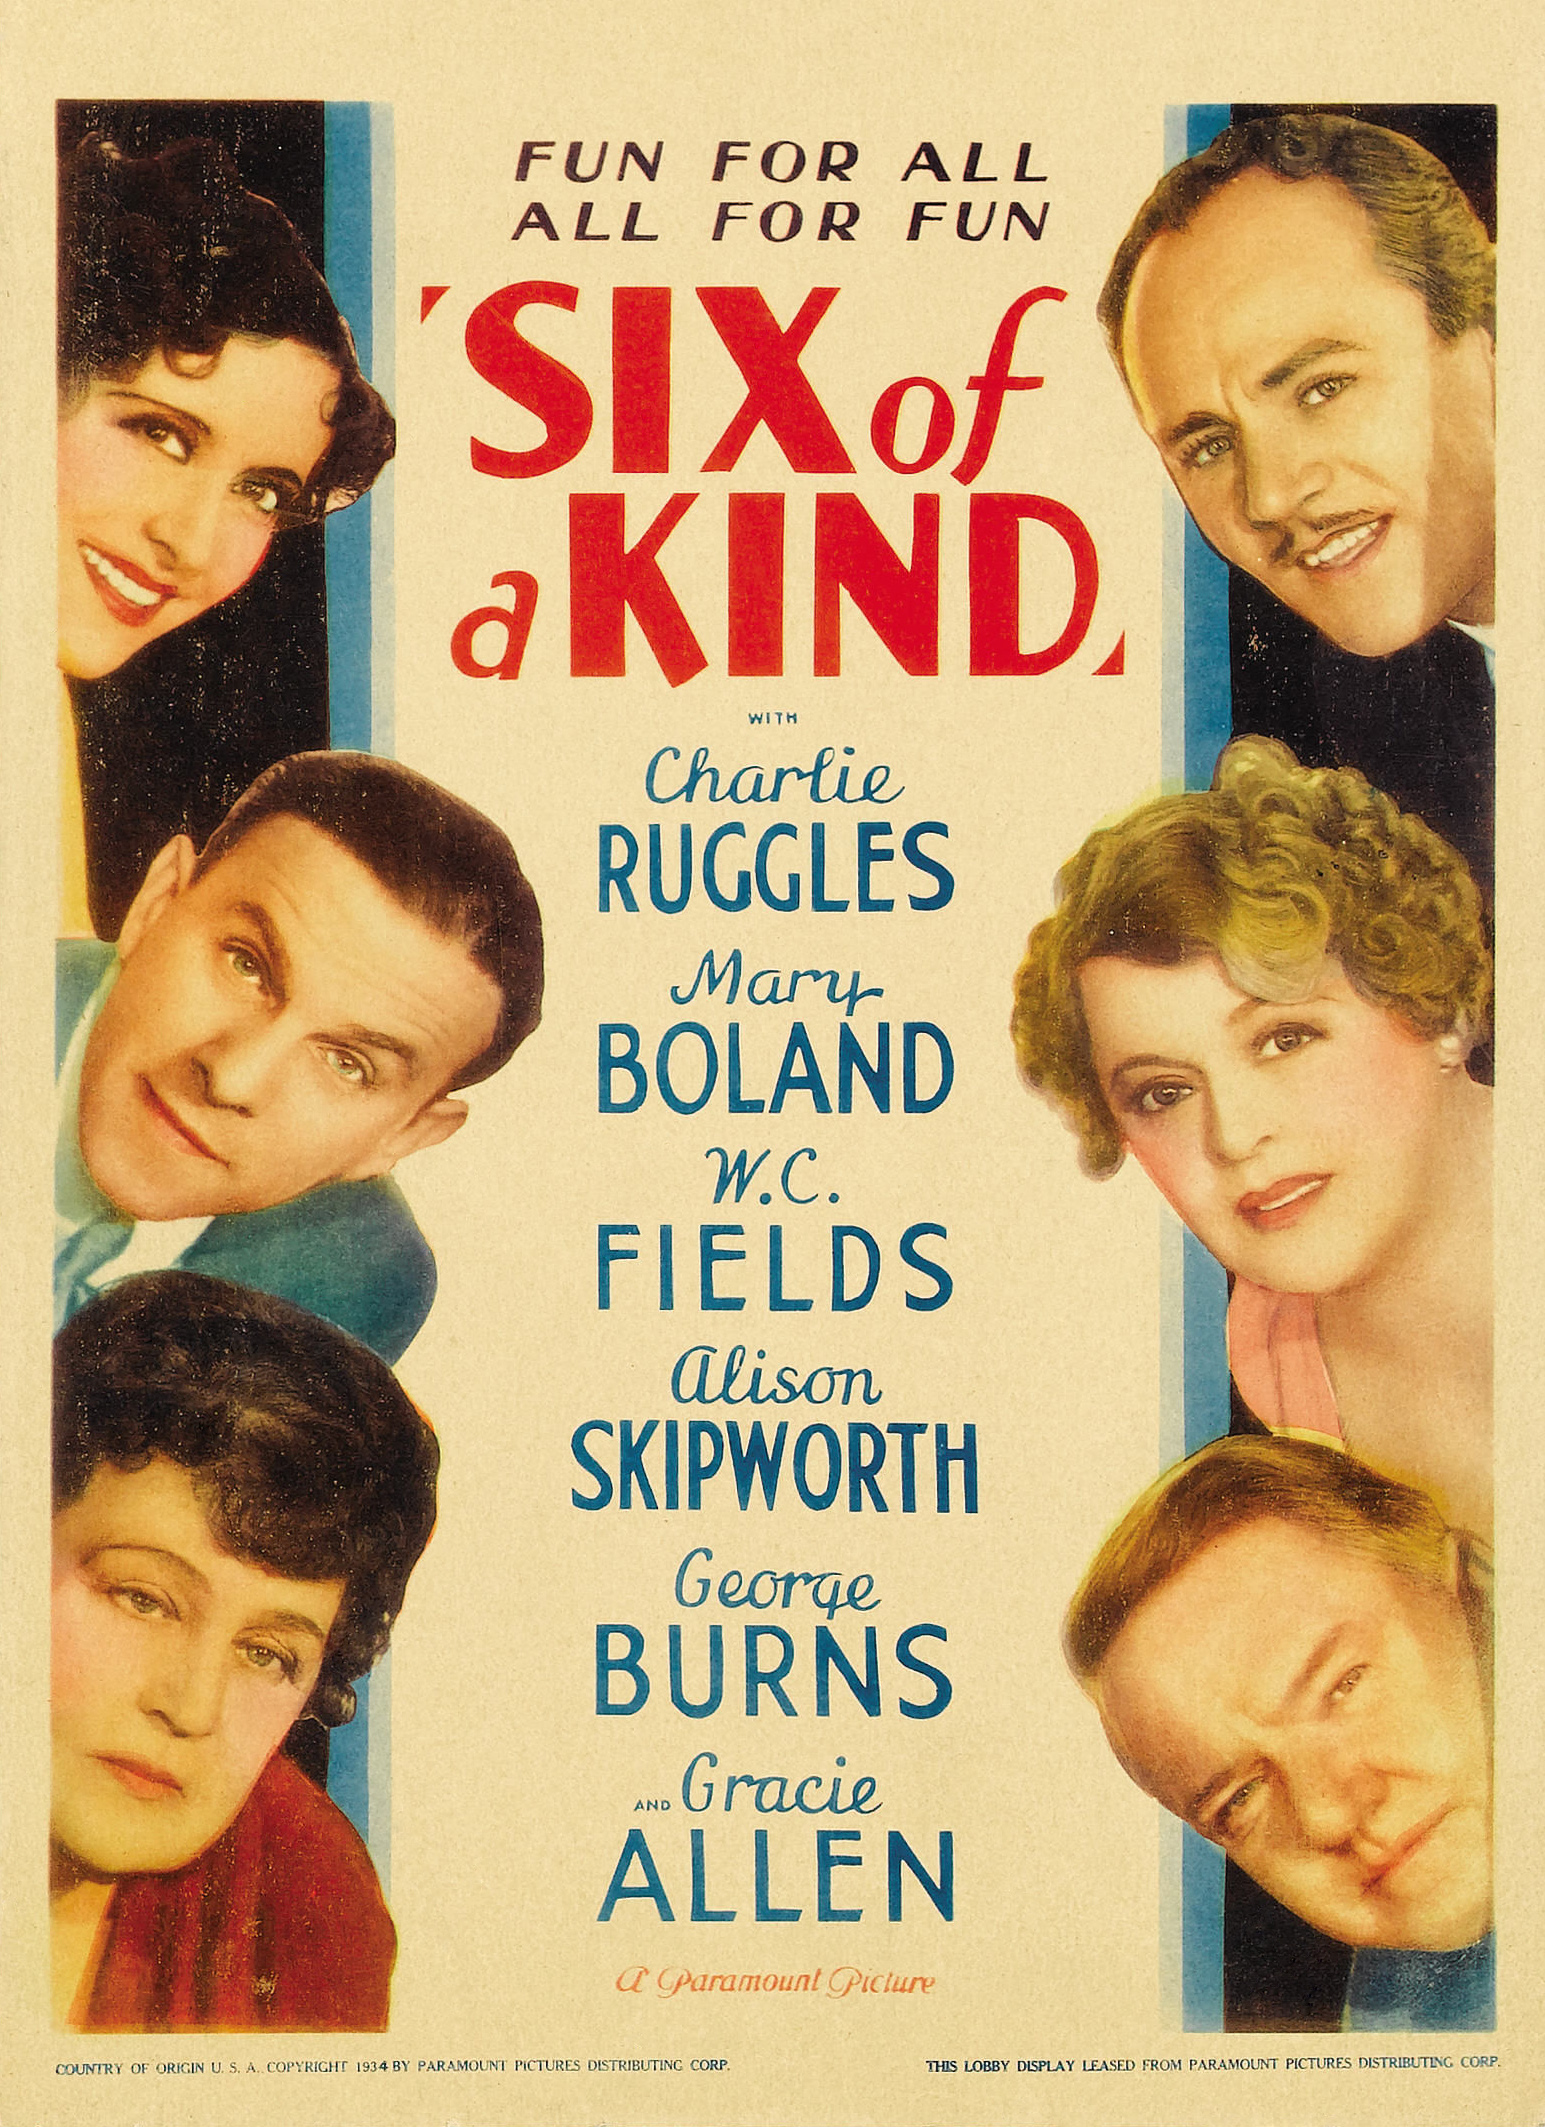 FUN FOR ALL
ALL FOR FUN
'SIX of
a KIND,
WITH
Charlie
RUGGLES
Mary
BOLAND
W.C.
FIELDS
Alison
SKIPWORTH
George
BURNS
AND Gracie
ALLEN
A Paramount Picture
COUNTRY OF ORIGIN U. S. A. COPYRIGHT 1934 BY PARAMOUNT PICTURES DISTRIBUTING CORP.
THIS LOBBY DISPLAY LEASED FROM PARAMOUNT PICTURES DISTRIBUTING CORP.